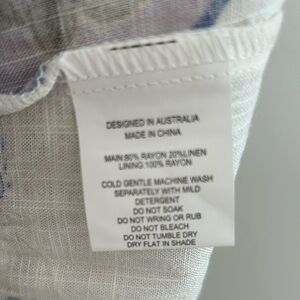 DESIGNED IN AUSTRALIA
MADE IN CHINA
MAIN:80% RAYON 20%LINEN
LINING:100% RAYON
COLD GENTLE MACHINE WASH
SEPARATELY WITH MILD
DETERGENT
DO NOT SOAK
DO NOT WRING OR RUB
DO NOT BLEACH
DO NOT TUMBLE DRY
DRY FLAT IN SHADE